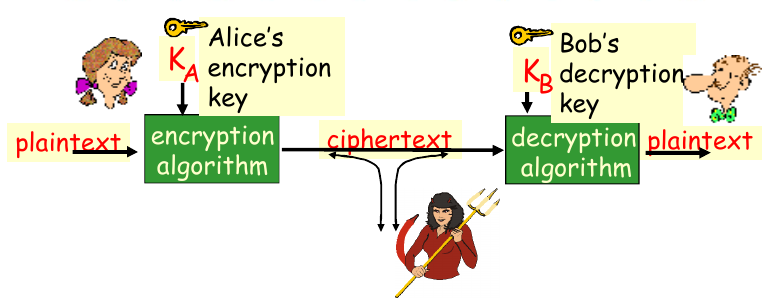 K_A
Alice's
encryption
key
K_B
Bob's
decryption
key
plaintext
encryption
algorithm
ciphertext
decryption
algorithm
plaintext